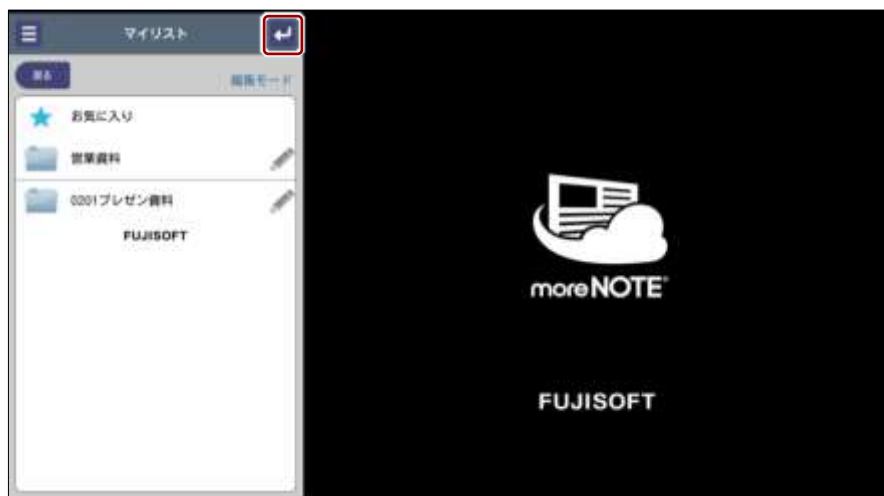 マイリスト
戻る
編集モード
お気に入り
営業資料
0201プレゼン資料
FUJISOFT
moreNOTE
FUJISOFT